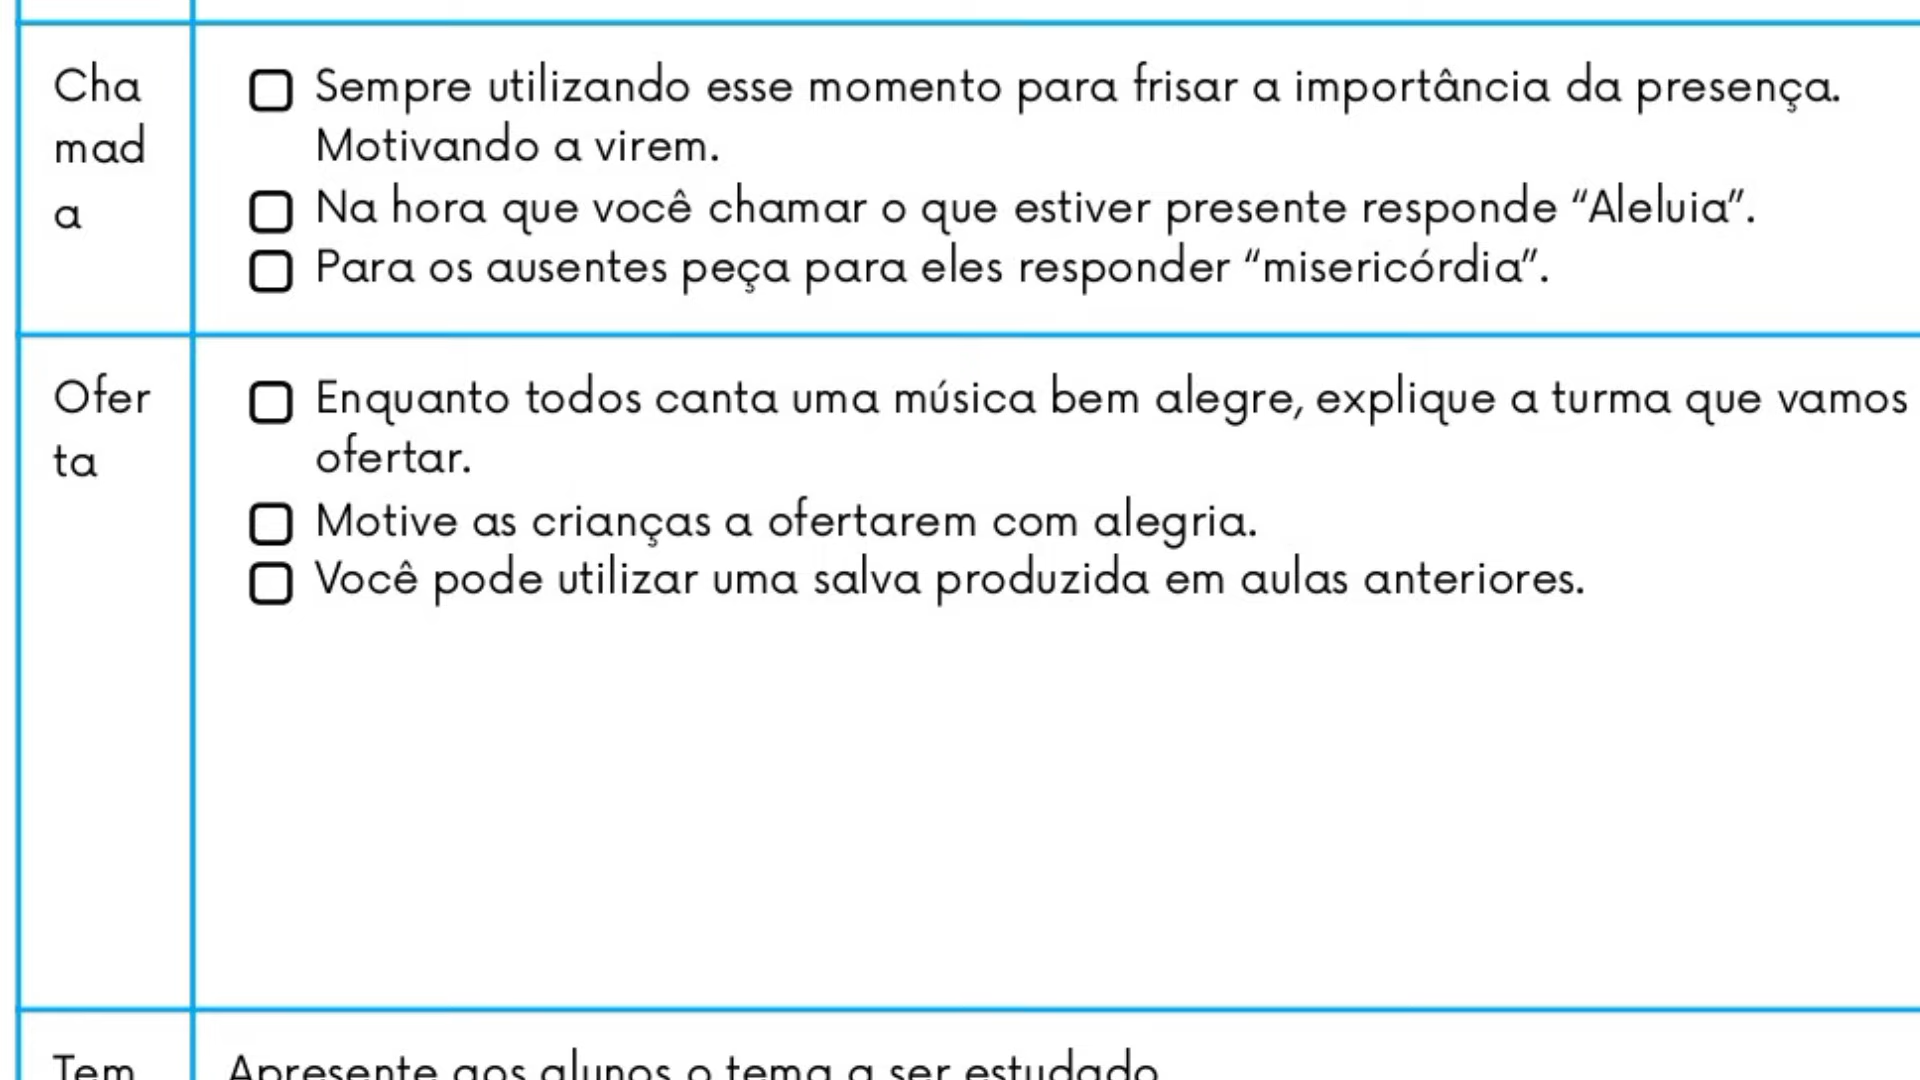 Cha
mad
a
Sempre utilizando esse momento para frisar a importância da presença.
Motivando a virem.
Na hora que você chamar o que estiver presente responde “Aleluia”.
Para os ausentes peça para eles responder “misericórdia”.
Ofer
ta
Enquanto todos canta uma música bem alegre, explique a turma que vamos
ofertar.
Motive as crianças a ofertarem com alegria.
Você pode utilizar uma salva produzida em aulas anteriores.
Tem
Apresente aos alunos o tema a ser estudado